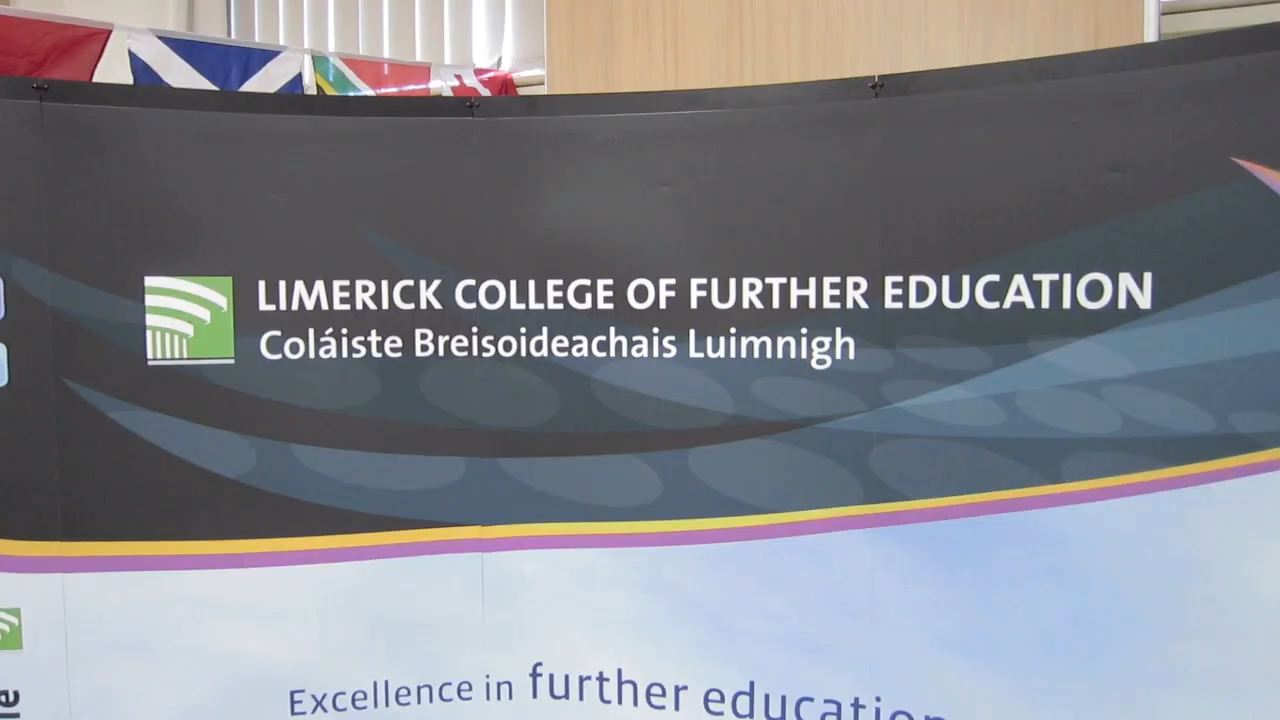 LIMERICK COLLEGE OF FURTHER EDUCATION
Coláiste Breisoideachais Luimnigh
Excellence in further education